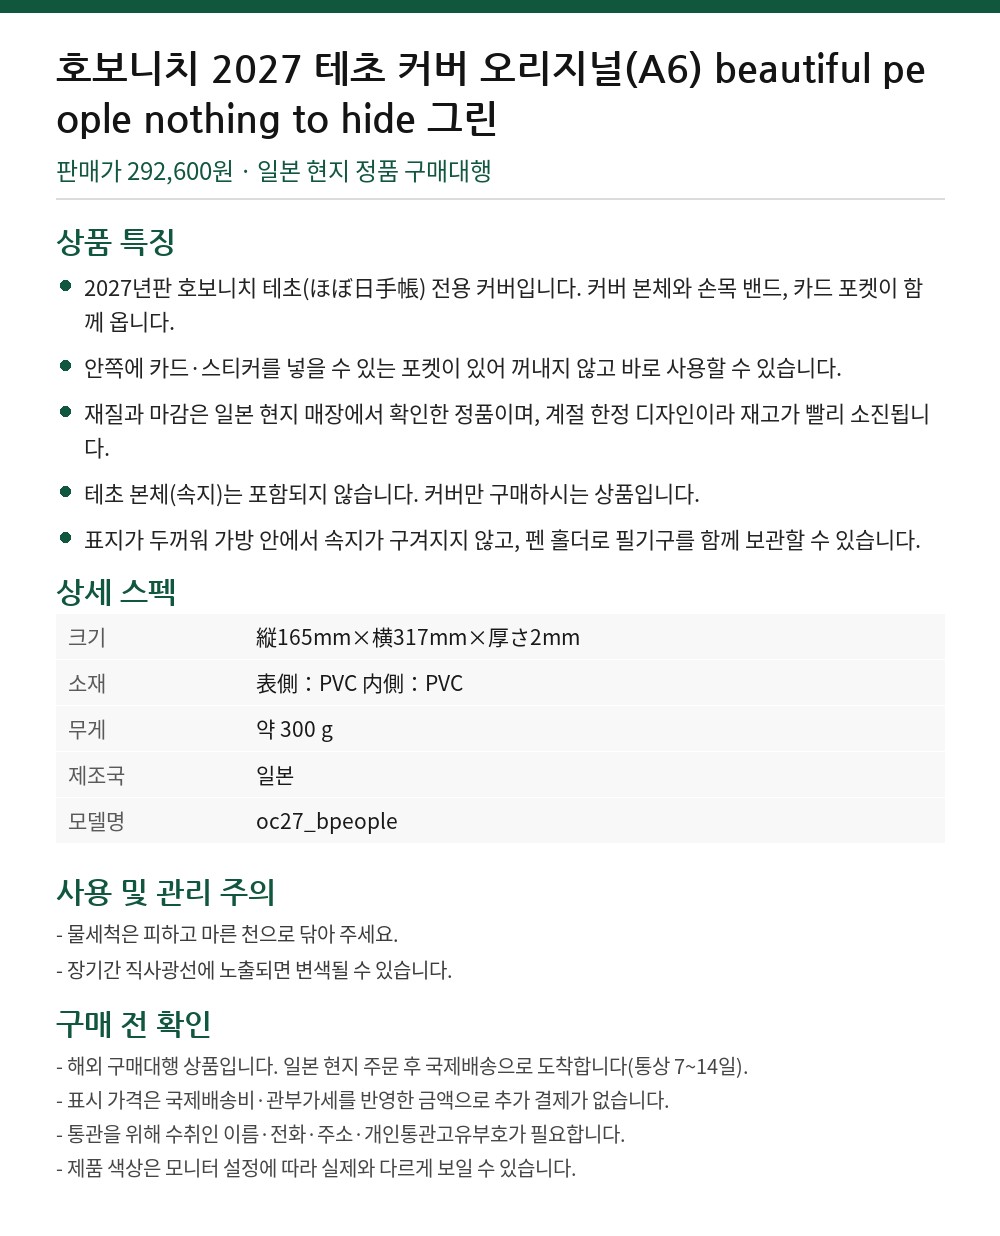 호보니치 2027 테초 커버 오리지널(A6) beautiful pe
ople nothing to hide 그린
판매가 292,600원 · 일본 현지 정품 구매대행
상품 특징
● 2027년판 호보니치 테초(ほぼ日手帳) 전용 커버입니다. 커버 본체와 손목 밴드, 카드 포켓이 함
께 옵니다.
● 안쪽에 카드·스티커를 넣을 수 있는 포켓이 있어 꺼내지 않고 바로 사용할 수 있습니다.
● 재질과 마감은 일본 현지 매장에서 확인한 정품이며, 계절 한정 디자인이라 재고가 빨리 소진됩니
다.
● 테초 본체(속지)는 포함되지 않습니다. 커버만 구매하시는 상품입니다.
● 표지가 두꺼워 가방 안에서 속지가 구겨지지 않고, 펜 홀더로 필기구를 함께 보관할 수 있습니다.
상세 스펙
크기 縦165mm×横317mm×厚さ2mm
소재 表側：PVC 内側：PVC
무게 약 300 g
제조국 일본
모델명 oc27_bpeople
사용 및 관리 주의
- 물세척은 피하고 마른 천으로 닦아 주세요.
- 장기간 직사광선에 노출되면 변색될 수 있습니다.
구매 전 확인
- 해외 구매대행 상품입니다. 일본 현지 주문 후 국제배송으로 도착합니다(통상 7~14일).
- 표시 가격은 국제배송비·관부가세를 반영한 금액으로 추가 결제가 없습니다.
- 통관을 위해 수취인 이름·전화·주소·개인통관고유부호가 필요합니다.
- 제품 색상은 모니터 설정에 따라 실제와 다르게 보일 수 있습니다.